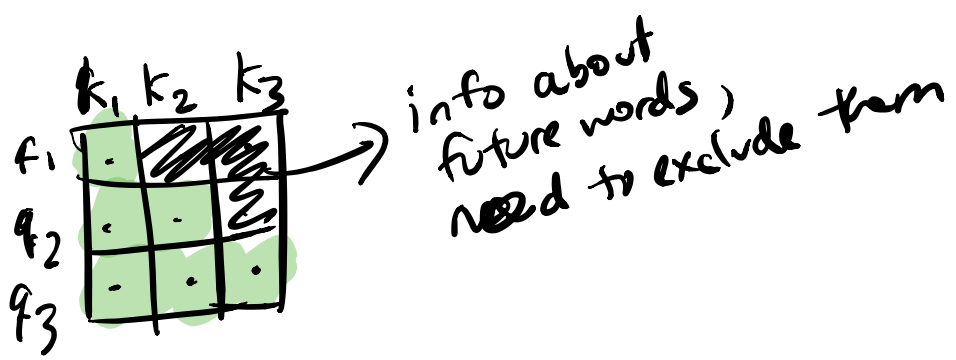 k1 k2 k3
q1
q2
q3
info about
future words,
need to exclude them